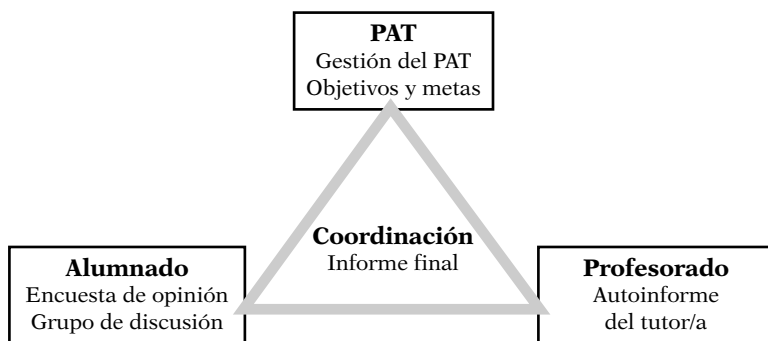 PAT
Gestión del PAT
Objetivos y metas
Coordinación
Informe final
Alumnado
Encuesta de opinión
Grupo de discusión
Profesorado
Autoinforme
del tutor/a